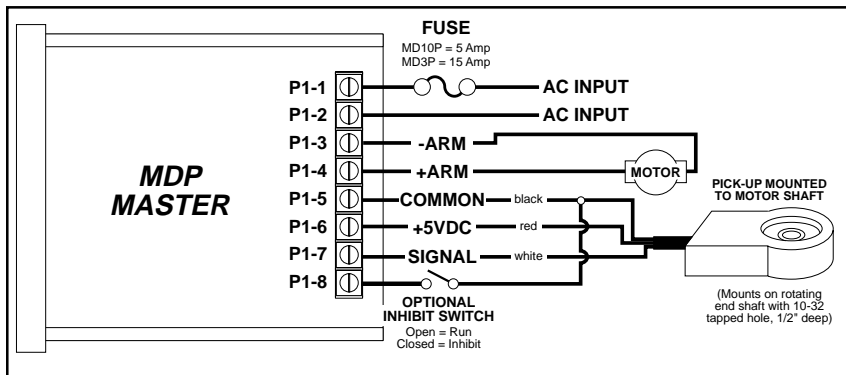 FUSE
MD10P = 5 Amp
MD3P = 15 Amp
P1-1
AC INPUT
P1-2
AC INPUT
P1-3
-ARM
P1-4
+ARM
MOTOR
MDP
MASTER
P1-5
COMMON
black
P1-6
+5VDC
red
P1-7
SIGNAL
white
P1-8
OPTIONAL
INHIBIT SWITCH
Open = Run
Closed = Inhibit
PICK-UP MOUNTED
TO MOTOR SHAFT
(Mounts on rotating
end shaft with 10-32
tapped hole, 1/2" deep)